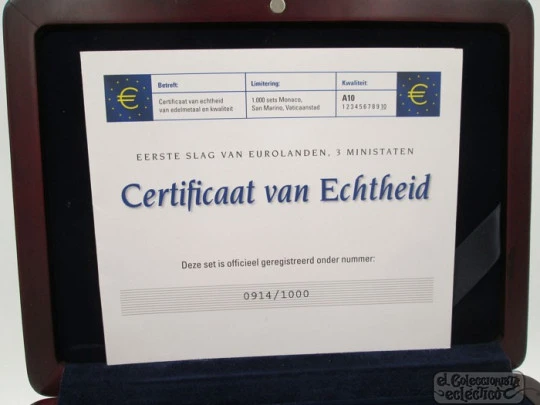 Betreft:
Certificaat van echtheid
van edelmetaal en kwaliteit
Limitering:
1.000 sets Monaco,
San Marino, Vaticaanstad
Kwaliteit:
A10
1 2 3 4 5 6 7 8 9 10
EERSTE SLAG VAN EUROLANDEN, 3 MINISTATEN
Certificaat van Echtheid
Deze set is officieel geregistreerd onder nummer:
0914/1000
el Coleccionista
ecléctico